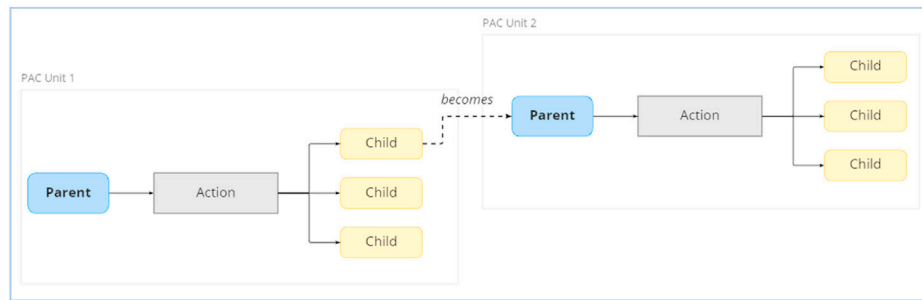 PAC Unit 1
Parent
Action
Child
Child
Child
becomes
PAC Unit 2
Parent
Action
Child
Child
Child